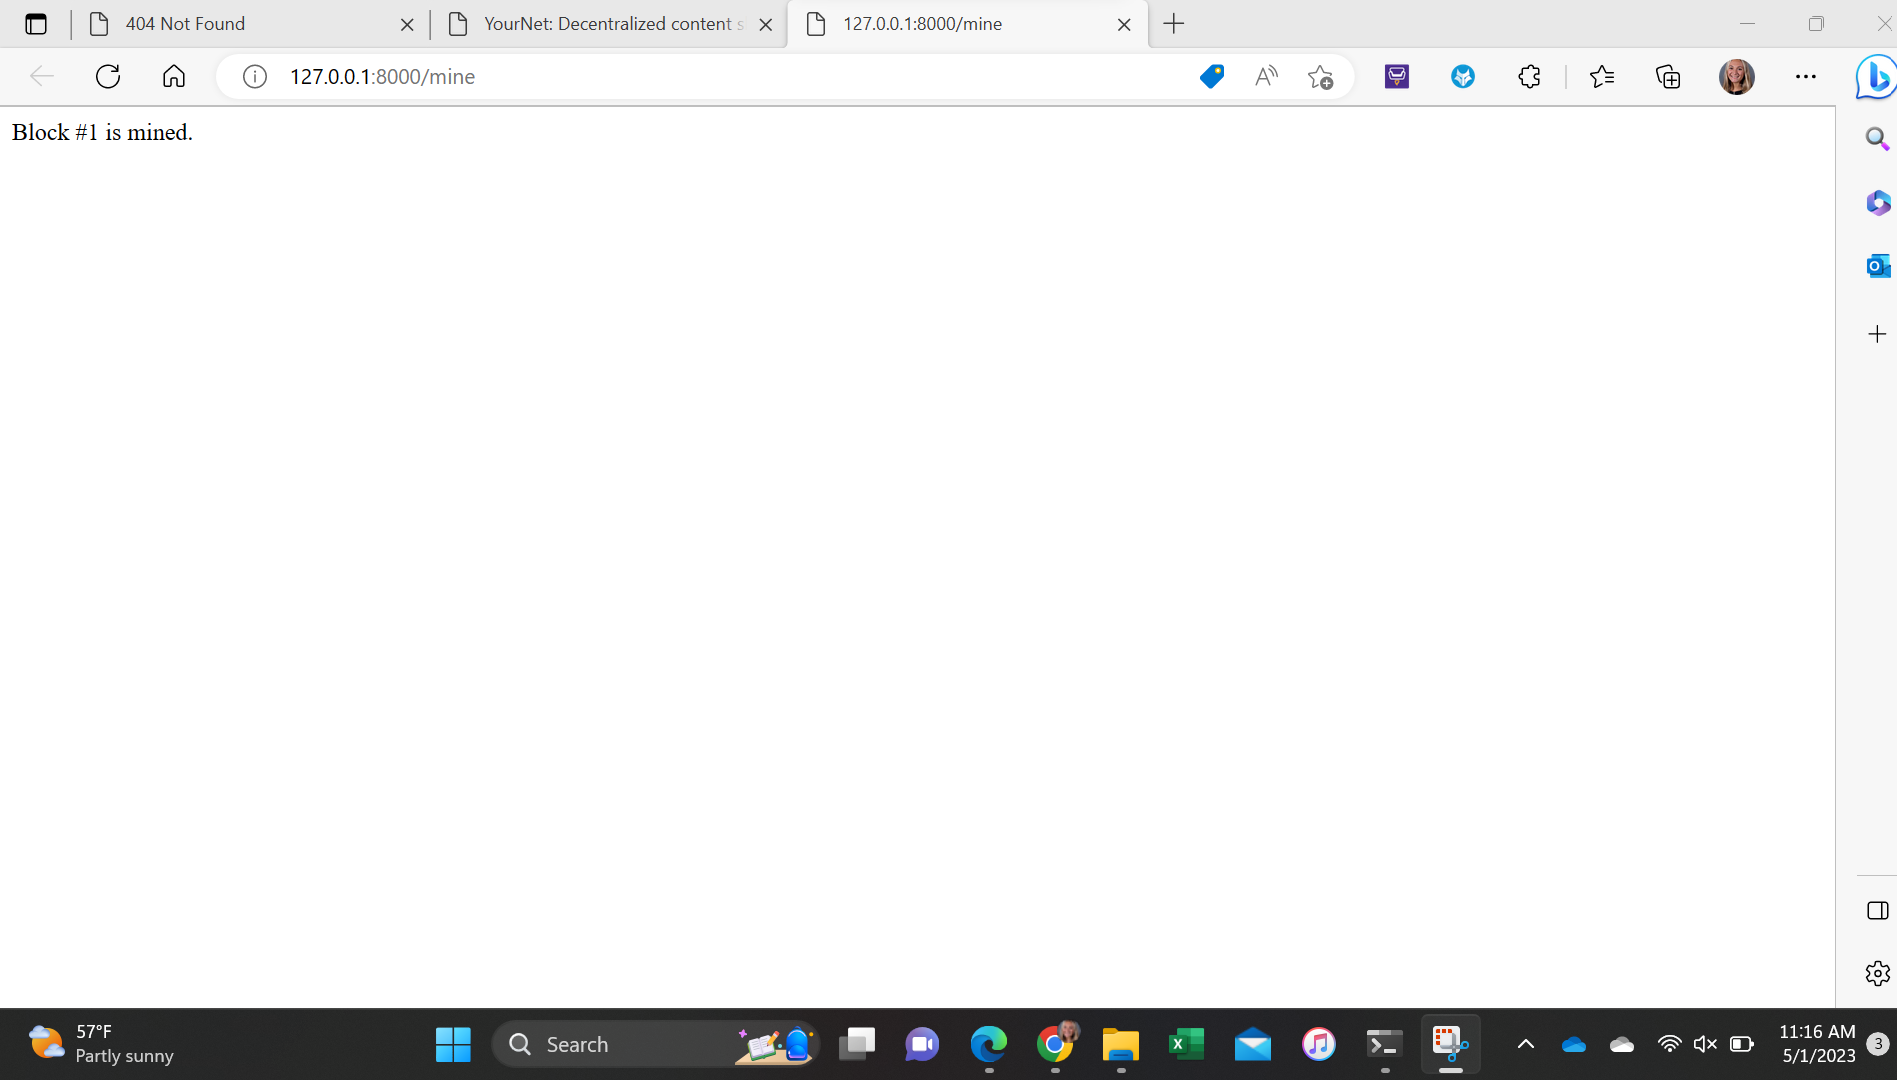 404 Not Found
YourNet: Decentralized content s
127.0.0.1:8000/mine
127.0.0.1:8000/mine
Block #1 is mined.
57°F
Partly sunny
Search
11:16 AM
5/1/2023
3